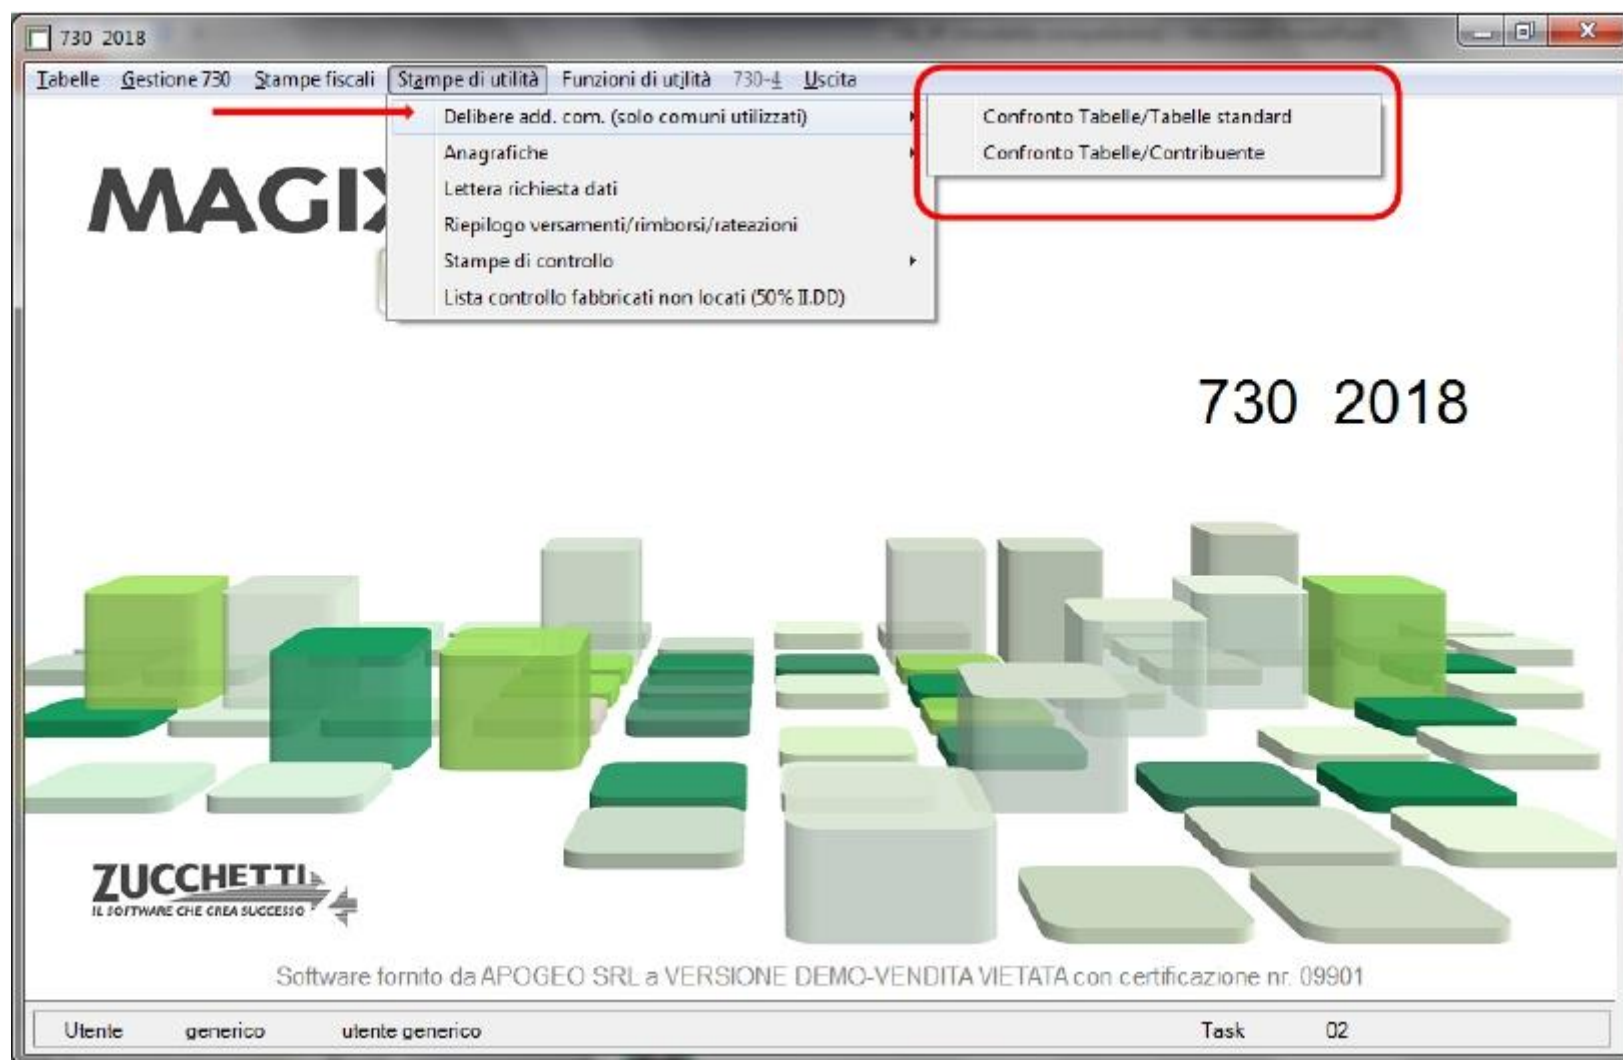 730 2018
Tabelle Gestione 730 Stampe fiscali Stampe di utilità Funzioni di utilità 730-4 Uscita
Delibere add. com. (solo comuni utilizzati)
Confronto Tabelle/Tabelle standard
Anagrafiche
Confronto Tabelle/Contribuente
Lettera richiesta dati
MAGIX
Riepilogo versamenti/rimborsi/rateazioni
Stampe di controllo
Lista controllo fabbricati non locati (50% II.DD)
730 2018
ZUCCHETTI
IL SOFTWARE CHE CREA SUCCESSO
Software fornito da APOGEO SRL a VERSIONE DEMO-VENDITA VIETATA con certificazione nr. 09901
Utente generico utente generico Task 02